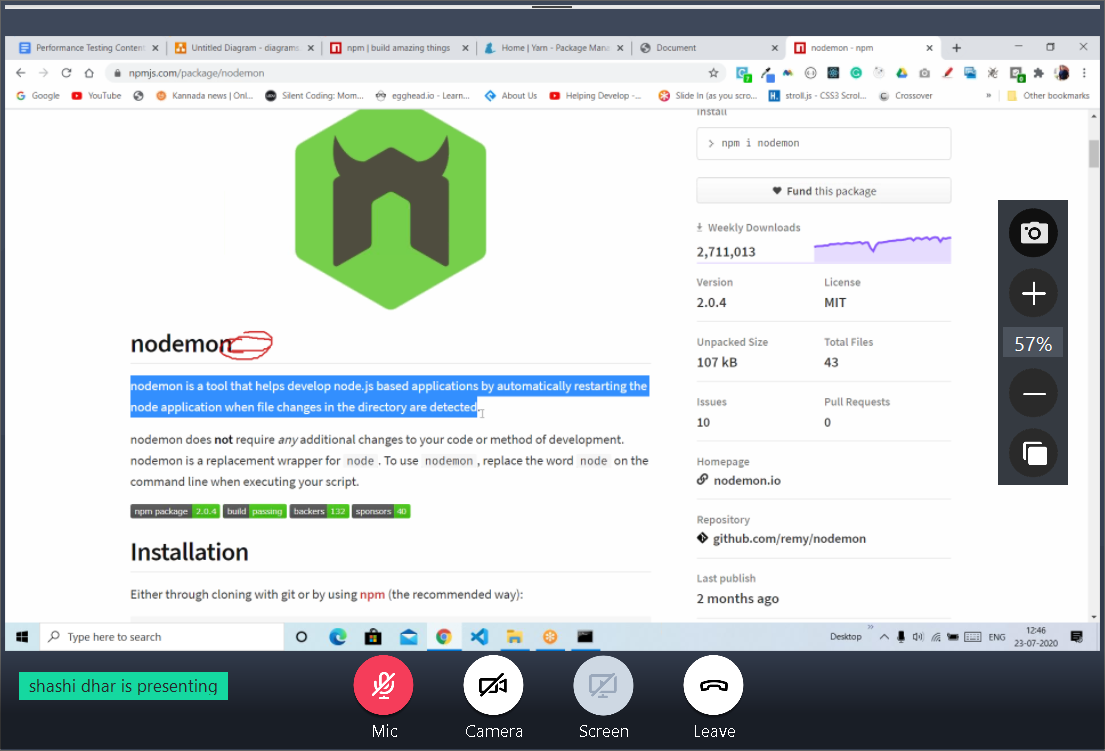 Performance Testing Content
Untitled Diagram - diagrams.
npm | build amazing things
Home | Yarn - Package Mana
Document
nodemon - npm
npmjs.com/package/nodemon
Google
YouTube
Kannada news | Onl...
Silent Coding: Mom...
egghead.io - Learn...
About Us
Helping Develop -...
Slide In (as you scro...
stroll.js - CSS3 Scrol...
Crossover
»
Other bookmarks
nodemon
nodemon is a tool that helps develop node.js based applications by automatically restarting the
node application when file changes in the directory are detected
nodemon does not require any additional changes to your code or method of development.
nodemon is a replacement wrapper for node . To use nodemon , replace the word node on the
command line when executing your script.
npm package 2.0.4 build passing backers 132 sponsors 40
Installation
Either through cloning with git or by using npm (the recommended way):
Install
> npm i nodemon
Fund this package
Weekly Downloads
2,711,013
Version
License
2.0.4
MIT
Unpacked Size
Total Files
107 kB
43
Issues
Pull Requests
10
0
Homepage
nodemon.io
Repository
github.com/remy/nodemon
Last publish
2 months ago
57%
Type here to search
Desktop
»
ENG
12:46
23-07-2020
shashi dhar is presenting
Mic
Camera
Screen
Leave